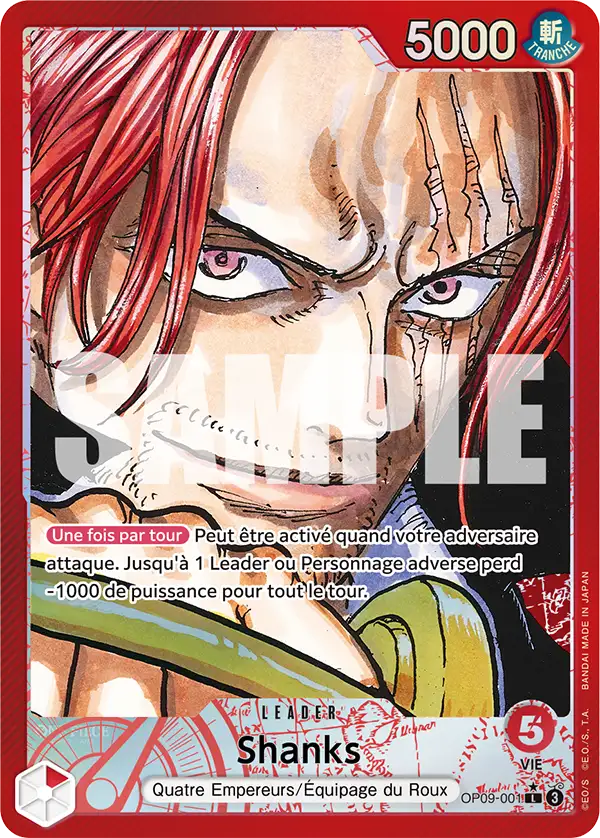 5000
斬
TRANCHE
SAMPLE
Une fois par tour Peut être activé quand votre adversaire
attaque. Jusqu'à 1 Leader ou Personnage adverse perd
-1000 de puissance pour tout le tour.
LEADER
Shanks
5
VIE
Quatre Empereurs/Équipage du Roux
OP09-001 L 3
©E.O./S., T.A. BANDAI MADE IN JAPAN
©E.O/S